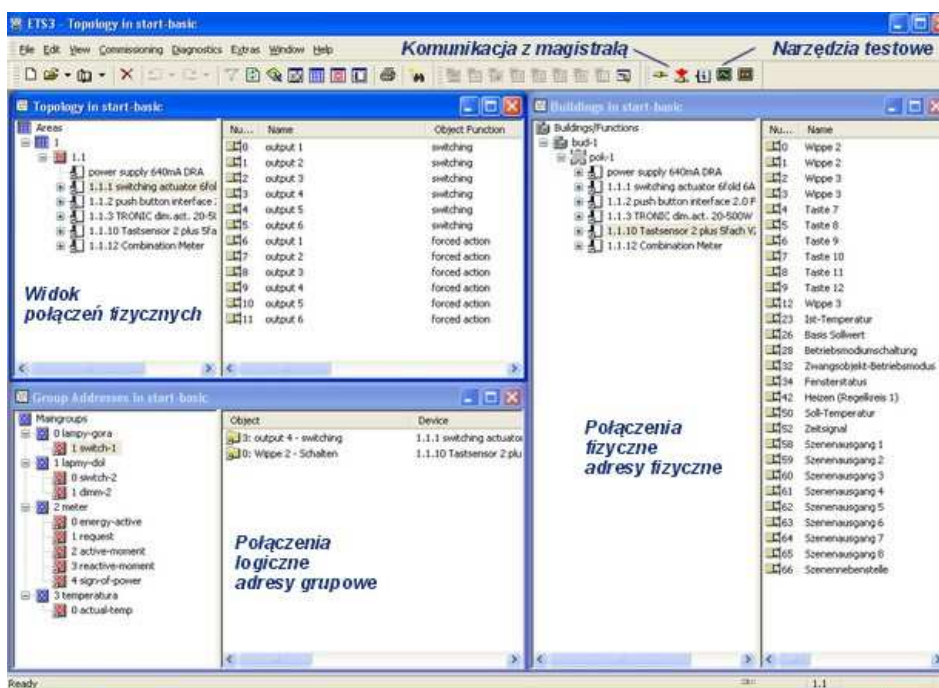 ETS3 - Topology in start-basic
File Edit View Commissioning Diagnostics Extras Window Help
Komunikacja z magistralą
Narzędzia testowe
Topology in start-basic
Areas
1
1.1
power supply 640mA DRA
1.1.1 switching actuator 6fol
1.1.2 push button interface
1.1.3 TRONIC dim.act. 20-50
1.1.10 Tastsensor 2 plus 5fa
1.1.12 Combination Meter
Widok
połączeń fizycznych
Nu... Name Object Function
0 output 1 switching
1 output 2 switching
2 output 3 switching
3 output 4 switching
4 output 5 switching
5 output 6 switching
6 output 1 forced action
7 output 2 forced action
8 output 3 forced action
9 output 4 forced action
10 output 5 forced action
11 output 6 forced action
Buildings in start-basic
Buildings/Functions
bud-1
pok-1
power supply 640mA DRA
1.1.1 switching actuator 6fold 6A
1.1.2 push button interface 2.0 F
1.1.3 TRONIC dim.act. 20-500W
1.1.10 Tastsensor 2 plus 5fach V
1.1.12 Combination Meter
Połączenia
fizyczne
adresy fizyczne
Nu... Name
0 Wippe 2
1 Wippe 2
2 Wippe 3
3 Wippe 3
4 Taste 7
5 Taste 8
6 Taste 9
7 Taste 10
8 Taste 11
9 Taste 12
12 Wippe 3
23 Ist-Temperatur
26 Basis Sollwert
28 Betriebsmodiumschaltung
32 Zwangsobjekt-Betriebsmodus
34 Fensterstatus
42 Heizen (Regelkreis 1)
50 Soll-Temperatur
52 Zeitsignal
58 Szenenausgang 1
59 Szenenausgang 2
60 Szenenausgang 3
61 Szenenausgang 4
62 Szenenausgang 5
63 Szenenausgang 6
64 Szenenausgang 7
65 Szenenausgang 8
66 Szenennebenstelle
Group Addresses in start-basic
Maingroups
0 lampy-gora
1 switch-1
1 lapmy-dol
0 switch-2
1 dimm-2
2 meter
0 energy-active
1 request
2 active-moment
3 reactive-moment
4 sign-of-power
3 temperatura
0 actual-temp
Object Device
3: output 4 - switching 1.1.1 switching actuato
0: Wippe 2 - Schalten 1.1.10 Tastsensor 2 plu
Połączenia
logiczne
adresy grupowe
Ready
1.1